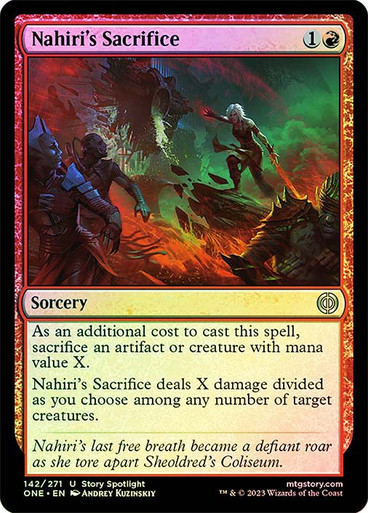 Nahiri's Sacrifice 1
Sorcery
As an additional cost to cast this spell,
sacrifice an artifact or creature with mana
value X.
Nahiri's Sacrifice deals X damage divided
as you choose among any number of target
creatures.
Nahiri's last free breath became a defiant roar
as she tore apart Sheoldred's Coliseum.
142/271 U Story Spotlight mtgstory.com
ONE • EN Andrey Kuzinskiy ™ & © 2023 Wizards of the Coast